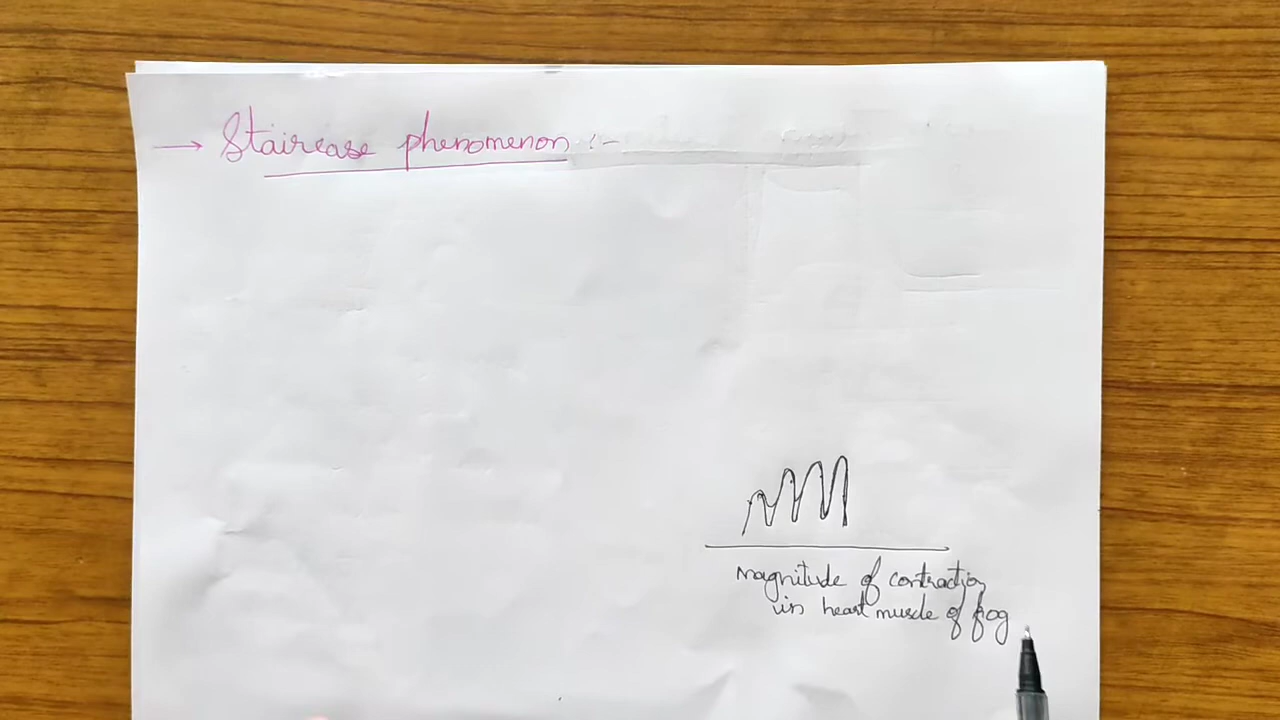 → Staircase phenomenon :-
magnitude of contraction
in heart muscle of frog